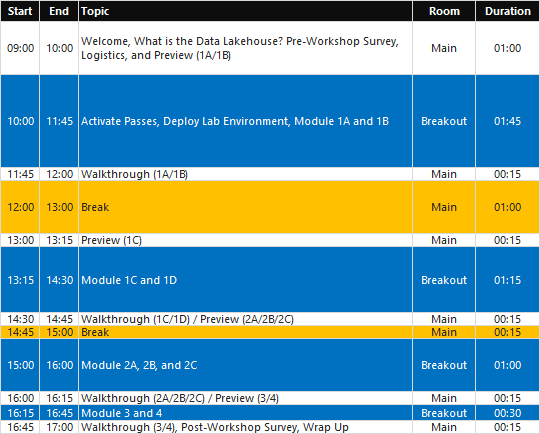 Start End Topic Room Duration
09:00 10:00 Welcome, What is the Data Lakehouse? Pre-Workshop Survey, Main 01:00
Logistics, and Preview (1A/1B)
10:00 11:45 Activate Passes, Deploy Lab Environment, Module 1A and 1B Breakout 01:45
11:45 12:00 Walkthrough (1A/1B) Main 00:15
12:00 13:00 Break Main 01:00
13:00 13:15 Preview (1C) Main 00:15
13:15 14:30 Module 1C and 1D Breakout 01:15
14:30 14:45 Walkthrough (1C/1D) / Preview (2A/2B/2C) Main 00:15
14:45 15:00 Break Main 00:15
15:00 16:00 Module 2A, 2B, and 2C Breakout 01:00
16:00 16:15 Walkthrough (2A/2B/2C) / Preview (3/4) Main 00:15
16:15 16:45 Module 3 and 4 Breakout 00:30
16:45 17:00 Walkthrough (3/4), Post-Workshop Survey, Wrap Up Main 00:15